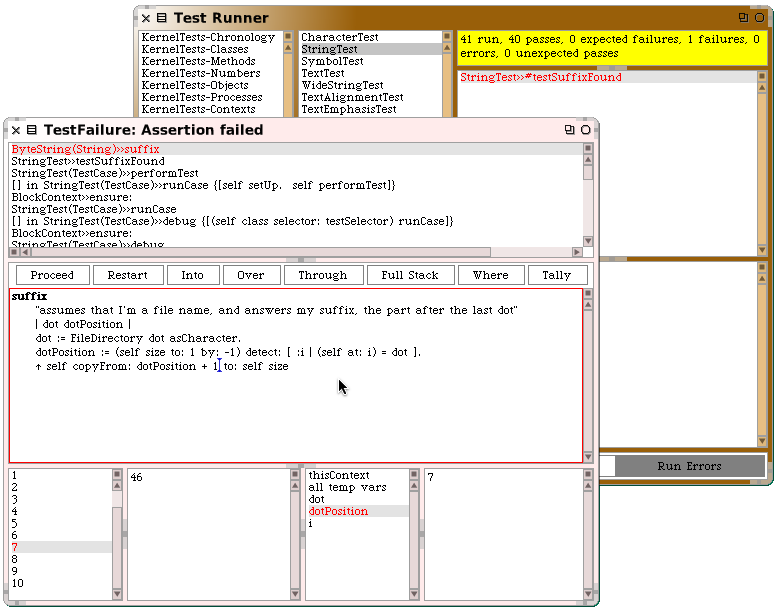 Test Runner
KernelTests-Chronology
KernelTests-Classes
KernelTests-Methods
KernelTests-Numbers
KernelTests-Objects
KernelTests-Processes
KernelTests-Contexts
CharacterTest
StringTest
SymbolTest
TextTest
WideStringTest
TextAlignmentTest
TextEmphasisTest
41 run, 40 passes, 0 expected failures, 1 failures, 0
errors, 0 unexpected passes
StringTest>>#testSuffixFound
Run Errors
TestFailure: Assertion failed
ByteString(String)>>suffix
StringTest>>testSuffixFound
StringTest(TestCase)>>performTest
[] in StringTest(TestCase)>>runCase {[self setUp. self performTest]}
BlockContext>>ensure:
StringTest(TestCase)>>runCase
[] in StringTest(TestCase)>>debug {[(self class selector: testSelector) runCase]}
BlockContext>>ensure:
StringTest(TestCase)>>debug
Proceed
Restart
Into
Over
Through
Full Stack
Where
Tally
suffix
"assumes that I'm a file name, and answers my suffix, the part after the last dot"
| dot dotPosition |
dot := FileDirectory dot asCharacter.
dotPosition := (self size to: 1 by: -1) detect: [ :i | (self at: i) = dot ].
↑ self copyFrom: dotPosition + 1 to: self size
1
2
3
4
5
6
7
8
9
10
46
thisContext
all temp vars
dot
dotPosition
i
7